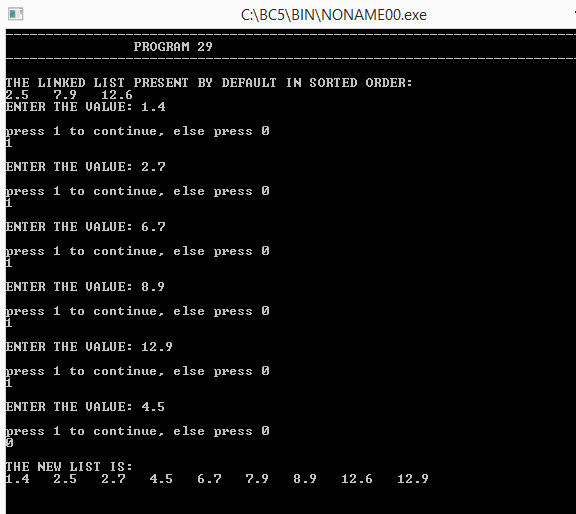 C:\BC5\BIN\NONAME00.exe
--------------------------------------------------------------------------------
PROGRAM 29
--------------------------------------------------------------------------------
THE LINKED LIST PRESENT BY DEFAULT IN SORTED ORDER:
2.5 7.9 12.6
ENTER THE VALUE: 1.4
press 1 to continue, else press 0
1
ENTER THE VALUE: 2.7
press 1 to continue, else press 0
1
ENTER THE VALUE: 6.7
press 1 to continue, else press 0
1
ENTER THE VALUE: 8.9
press 1 to continue, else press 0
1
ENTER THE VALUE: 12.9
press 1 to continue, else press 0
1
ENTER THE VALUE: 4.5
press 1 to continue, else press 0
0
THE NEW LIST IS:
1.4 2.5 2.7 4.5 6.7 7.9 8.9 12.6 12.9